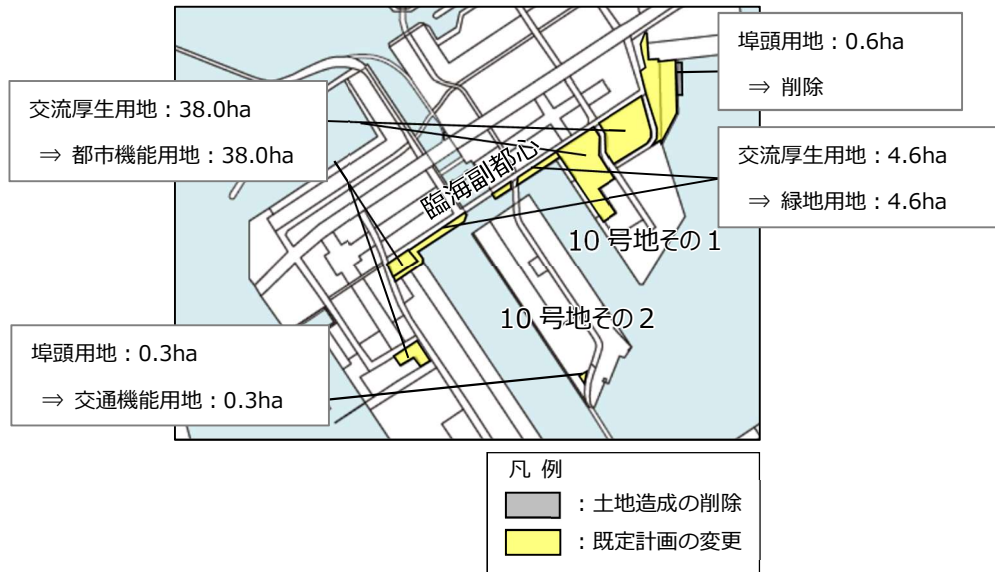 埠頭用地：0.6ha
⇒ 削除
交流厚生用地：38.0ha
⇒ 都市機能用地：38.0ha
交流厚生用地：4.6ha
⇒ 緑地用地：4.6ha
臨海副都心
10 号地その1
10 号地その2
埠頭用地：0.3ha
⇒ 交通機能用地：0.3ha
凡 例
：土地造成の削除
：既定計画の変更